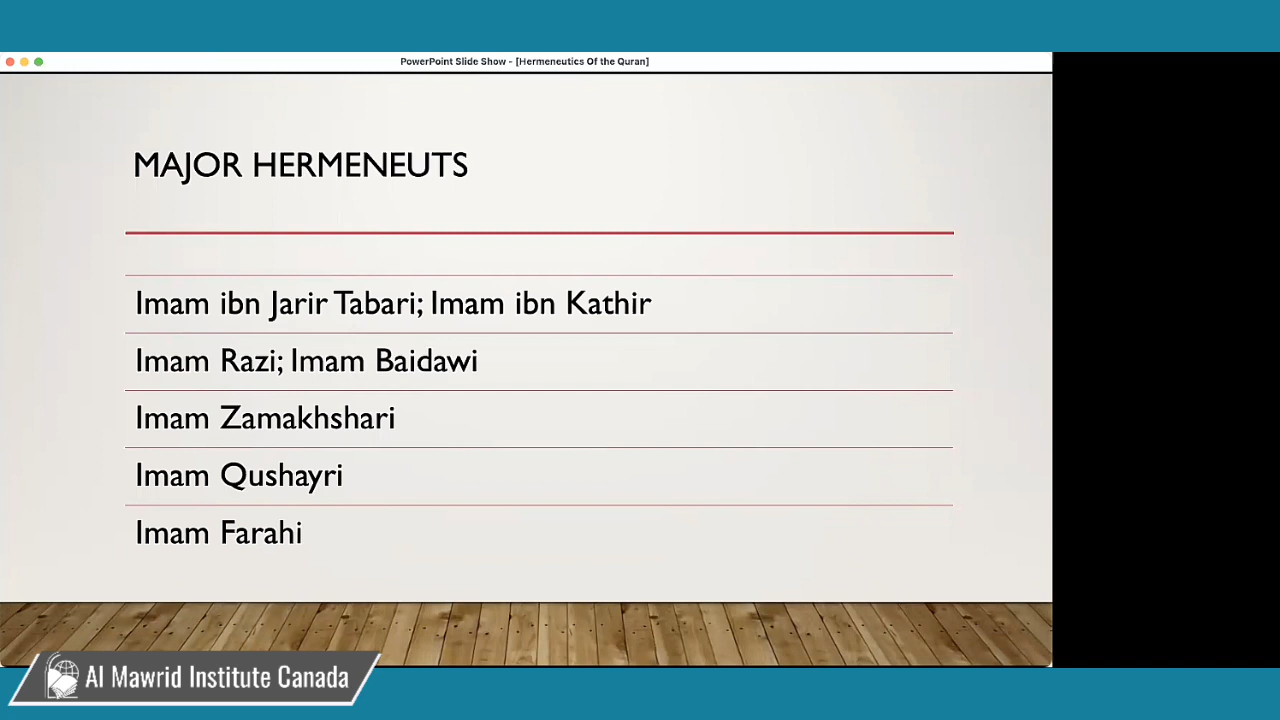 PowerPoint Slide Show - [Hermeneutics Of the Quran]
MAJOR HERMENEUTS
Imam ibn Jarir Tabari; Imam ibn Kathir
Imam Razi; Imam Baidawi
Imam Zamakhshari
Imam Qushayri
Imam Farahi
Al Mawrid Institute Canada